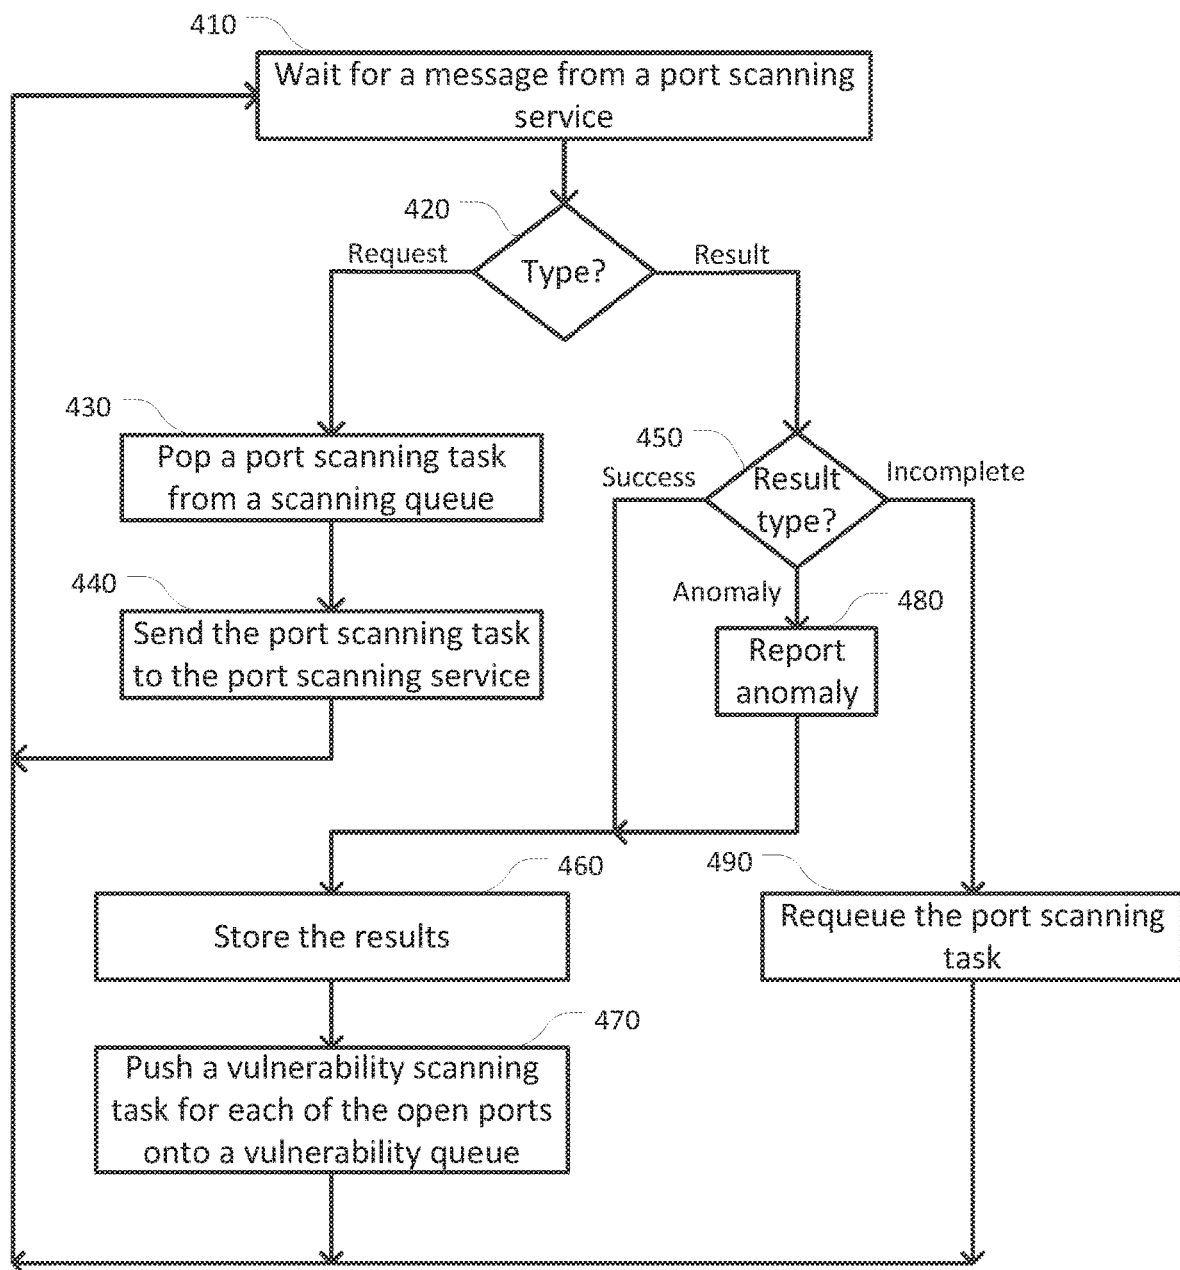 410
Wait for a message from a port scanning
service
420
Request
Type?
Result
430
Pop a port scanning task
from a scanning queue
450
Success
Result
type?
Incomplete
440
Send the port scanning task
to the port scanning service
Anomaly
480
Report
anomaly
460
Store the results
490
Requeue the port scanning
task
470
Push a vulnerability scanning
task for each of the open ports
onto a vulnerability queue